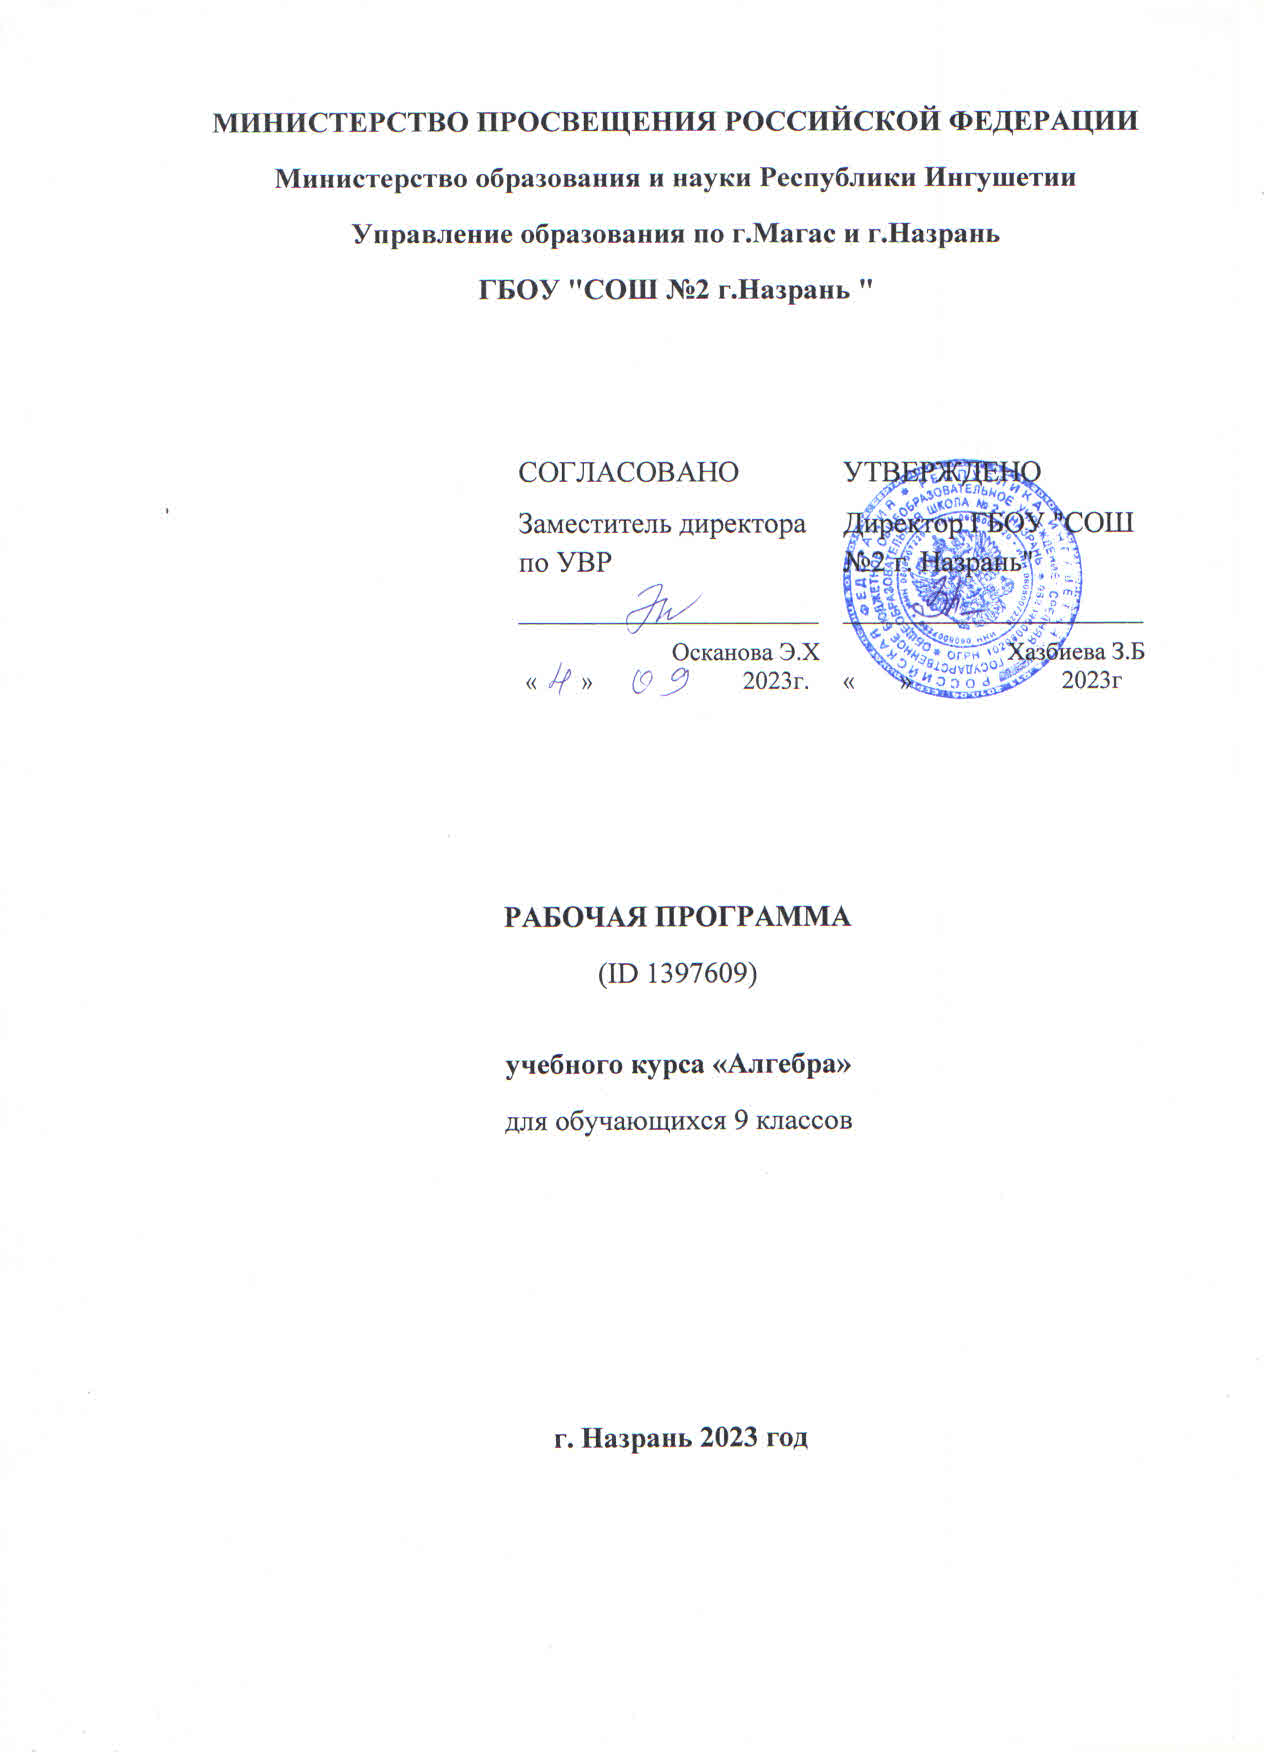 МИНИСТЕРСТВО ПРОСВЕЩЕНИЯ РОССИЙСКОЙ ФЕДЕРАЦИИ
Министерство образования и науки Республики Ингушетии
Управление образования по г.Магас и г.Назрань
ГБОУ "СОШ №2 г.Назрань "
СОГЛАСОВАНО
Заместитель директора
по УВР
Осканова Э.Х
« 4 » 09 2023г.
УТВЕРЖДЕНО
Директор ГБОУ "СОШ
№2 г. Назрань"
Хазбиева З.Б
« » 2023г
РАБОЧАЯ ПРОГРАММА
(ID 1397609)
учебного курса «Алгебра»
для обучающихся 9 классов
г. Назрань 2023 год